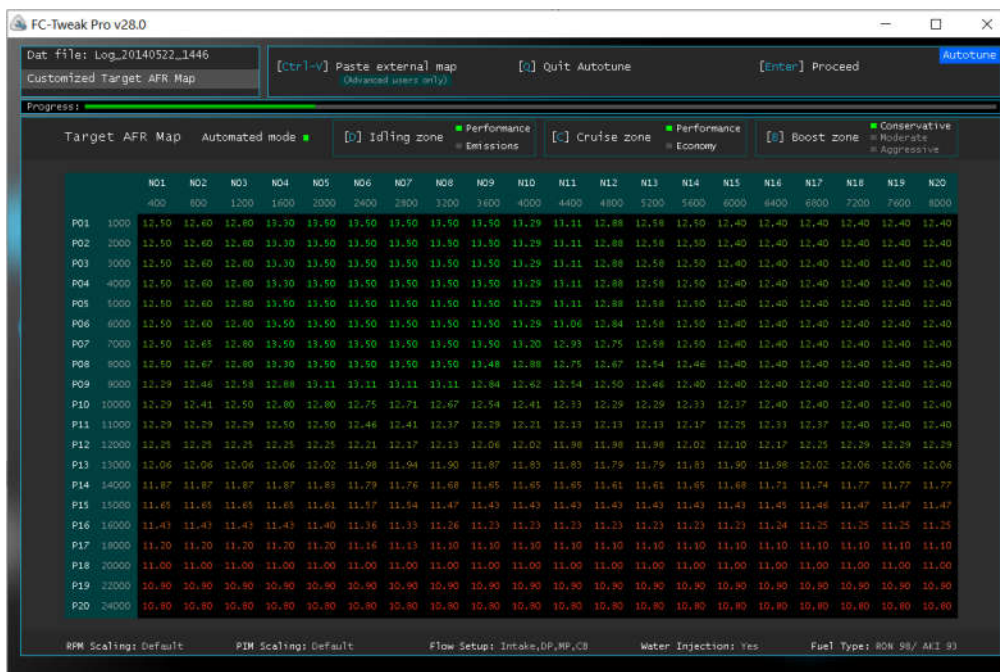 FC-Tweak Pro v28.0
Dat file: Log_20140522_1446
Customized Target AFR Map
[Ctrl-V] Paste external map
(Advanced users only)
[Q] Quit Autotune
[Enter] Proceed
Autotune
Progress:
Target AFR Map
Automated mode
[D] Idling zone
Performance
Emissions
[C] Cruise zone
Performance
Economy
[B] Boost zone
Conservative
Moderate
Aggressive
N01 N02 N03 N04 N05 N06 N07 N08 N09 N10 N11 N12 N13 N14 N15 N16 N17 N18 N19 N20
400 800 1200 1600 2000 2400 2800 3200 3600 4000 4400 4800 5200 5600 6000 6400 6800 7200 7600 8000
P01 1000 12.50 12.60 12.80 13.30 13.50 13.50 13.50 13.50 13.50 13.29 13.11 12.88 12.58 12.50 12.40 12.40 12.40 12.40 12.40 12.40
P02 2000 12.50 12.60 12.80 13.30 13.50 13.50 13.50 13.50 13.50 13.29 13.11 12.88 12.58 12.50 12.40 12.40 12.40 12.40 12.40 12.40
P03 3000 12.50 12.60 12.80 13.30 13.50 13.50 13.50 13.50 13.50 13.29 13.11 12.88 12.58 12.50 12.40 12.40 12.40 12.40 12.40 12.40
P04 4000 12.50 12.60 12.80 13.30 13.50 13.50 13.50 13.50 13.50 13.29 13.11 12.88 12.58 12.50 12.40 12.40 12.40 12.40 12.40 12.40
P05 5000 12.50 12.60 12.80 13.30 13.50 13.50 13.50 13.50 13.50 13.29 13.11 12.88 12.58 12.50 12.40 12.40 12.40 12.40 12.40 12.40
P06 6000 12.50 12.60 12.80 13.50 13.50 13.50 13.50 13.50 13.50 13.29 13.06 12.84 12.58 12.50 12.40 12.40 12.40 12.40 12.40 12.40
P07 7000 12.50 12.65 12.80 13.50 13.50 13.50 13.50 13.50 13.50 13.20 12.93 12.75 12.58 12.50 12.40 12.40 12.40 12.40 12.40 12.40
P08 8000 12.50 12.67 12.80 13.30 13.50 13.50 13.50 13.50 13.48 12.88 12.75 12.67 12.54 12.46 12.40 12.40 12.40 12.40 12.40 12.40
P09 9000 12.29 12.46 12.58 12.88 13.11 13.11 13.11 13.11 12.84 12.62 12.54 12.50 12.46 12.40 12.40 12.40 12.40 12.40 12.40 12.40
P10 10000 12.29 12.41 12.50 12.80 12.80 12.75 12.71 12.67 12.54 12.41 12.33 12.29 12.29 12.33 12.37 12.40 12.40 12.40 12.40 12.40
P11 11000 12.29 12.29 12.29 12.50 12.50 12.46 12.41 12.37 12.29 12.21 12.13 12.13 12.13 12.17 12.25 12.33 12.37 12.40 12.40 12.40
P12 12000 12.25 12.25 12.25 12.25 12.25 12.21 12.17 12.13 12.06 12.02 11.98 11.98 11.98 12.02 12.10 12.17 12.25 12.29 12.29 12.29
P13 13000 12.06 12.06 12.06 12.06 12.02 11.98 11.94 11.90 11.87 11.83 11.83 11.79 11.79 11.83 11.90 11.98 12.02 12.06 12.06 12.06
P14 14000 11.87 11.87 11.87 11.87 11.83 11.79 11.76 11.68 11.65 11.65 11.65 11.61 11.61 11.65 11.68 11.71 11.74 11.77 11.77 11.77
P15 15000 11.65 11.65 11.65 11.65 11.61 11.57 11.54 11.47 11.43 11.43 11.43 11.43 11.43 11.43 11.43 11.45 11.46 11.47 11.47 11.47
P16 16000 11.43 11.43 11.43 11.43 11.40 11.36 11.33 11.26 11.23 11.23 11.23 11.23 11.23 11.23 11.23 11.24 11.25 11.25 11.25 11.25
P17 18000 11.20 11.20 11.20 11.20 11.20 11.16 11.13 11.10 11.10 11.10 11.10 11.10 11.10 11.10 11.10 11.10 11.10 11.10 11.10 11.10
P18 20000 11.00 11.00 11.00 11.00 11.00 11.00 11.00 11.00 11.00 11.00 11.00 11.00 11.00 11.00 11.00 11.00 11.00 11.00 11.00 11.00
P19 22000 10.90 10.90 10.90 10.90 10.90 10.90 10.90 10.90 10.90 10.90 10.90 10.90 10.90 10.90 10.90 10.90 10.90 10.90 10.90 10.90
P20 24000 10.80 10.80 10.80 10.80 10.80 10.80 10.80 10.80 10.80 10.80 10.80 10.80 10.80 10.80 10.80 10.80 10.80 10.80 10.80 10.80
RPM Scaling: Default
PIM Scaling: Default
Flow Setup: Intake,DP,MP,CB
Water Injection: Yes
Fuel Type: RON 98/ AKI 93